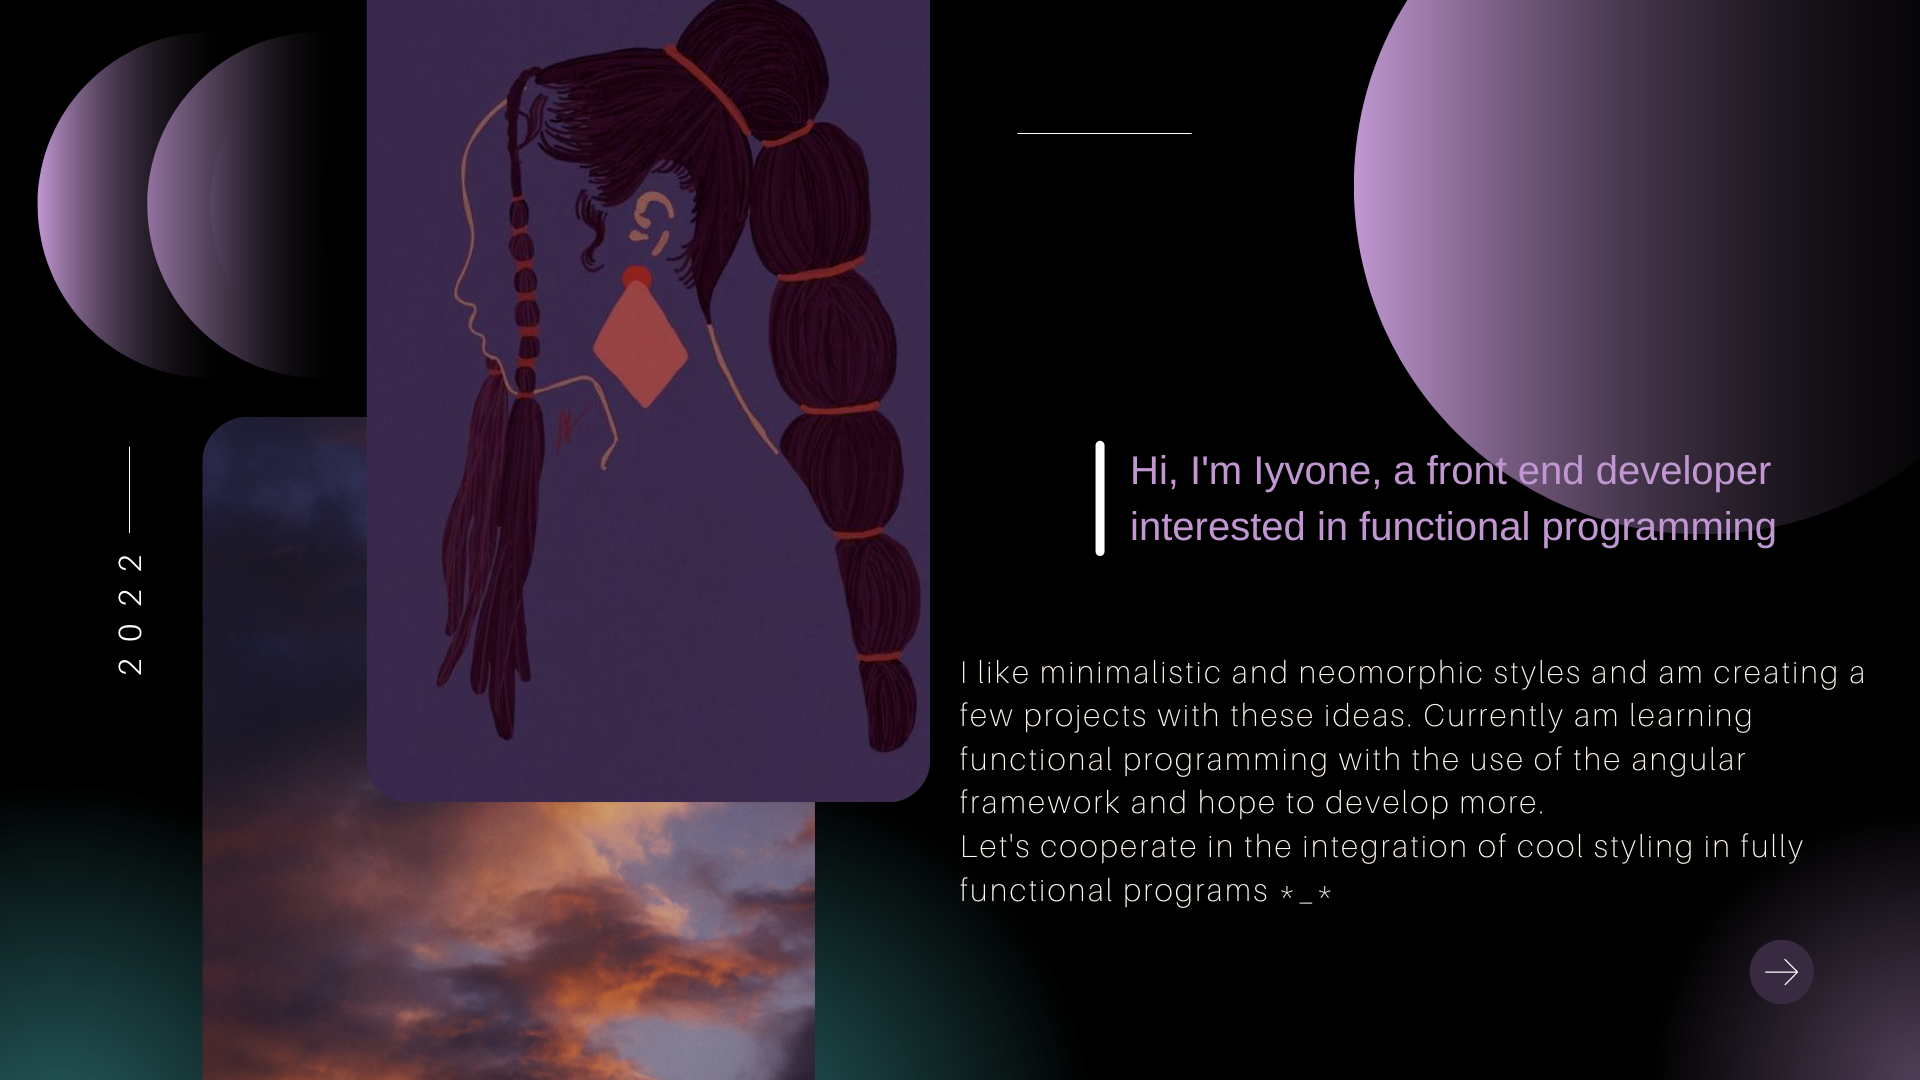 2022
Hi, I'm Iyvone, a front end developer
interested in functional programming
I like minimalistic and neomorphic styles and am creating a
few projects with these ideas. Currently am learning
functional programming with the use of the angular
framework and hope to develop more.
Let's cooperate in the integration of cool styling in fully
functional programs *_*